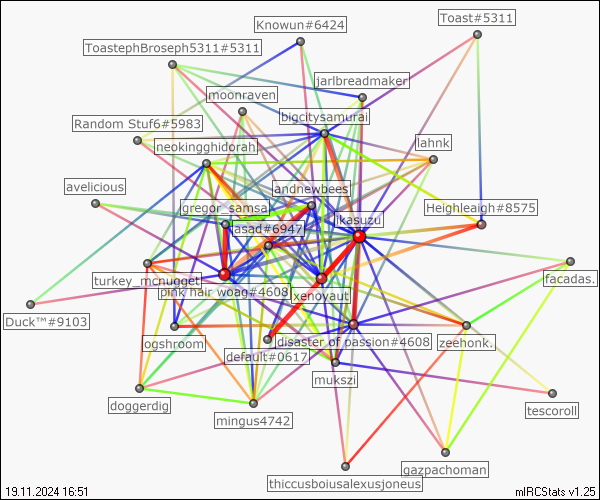 Knowun#6424
Toast#5311
ToastephBroseph5311#5311
jarlbreadmaker
moonraven
bigcitysamurai
Random Stuf6#5983
neokingghidorah
lahnk
avelicious
andnewbees
gregor_samsa
ikasuzu
Heighleaigh#8575
asad#6947
turkey_mcnugget
facadas.
pink hair woag#4608
xenoyaut
Duck™#9103
ogshroom
disaster of passion#4608
zeehonk.
default#0617
mukszi
doggerdig
tescoroll
mingus4742
gazpachoman
thiccusboiusalexusjoneus
19.11.2024 16:51
mIRCStats v1.25